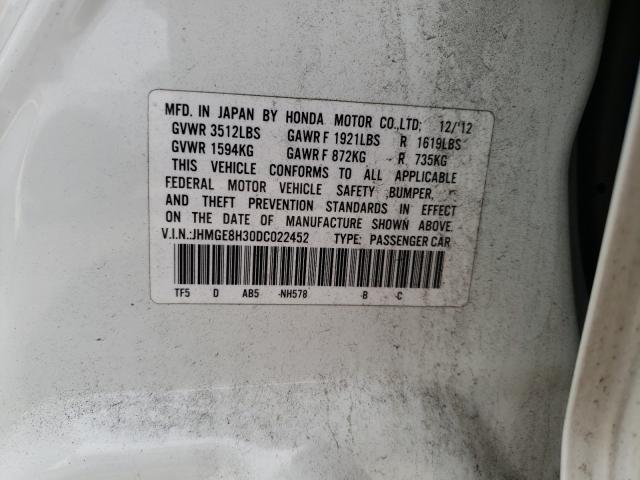 MFD. IN JAPAN BY HONDA MOTOR CO.,LTD; 12/'12
GVWR 3512LBS GAWR F 1921LBS R 1619LBS
GVWR 1594KG GAWR F 872KG R 735KG
THIS VEHICLE CONFORMS TO ALL APPLICABLE
FEDERAL MOTOR VEHICLE SAFETY ,BUMPER,
AND THEFT PREVENTION STANDARDS IN EFFECT
ON THE DATE OF MANUFACTURE SHOWN ABOVE.
V.I.N.:JHMGE8H30DC022452 TYPE: PASSENGER CAR
TF5 D AB5 -NH578 -B -C